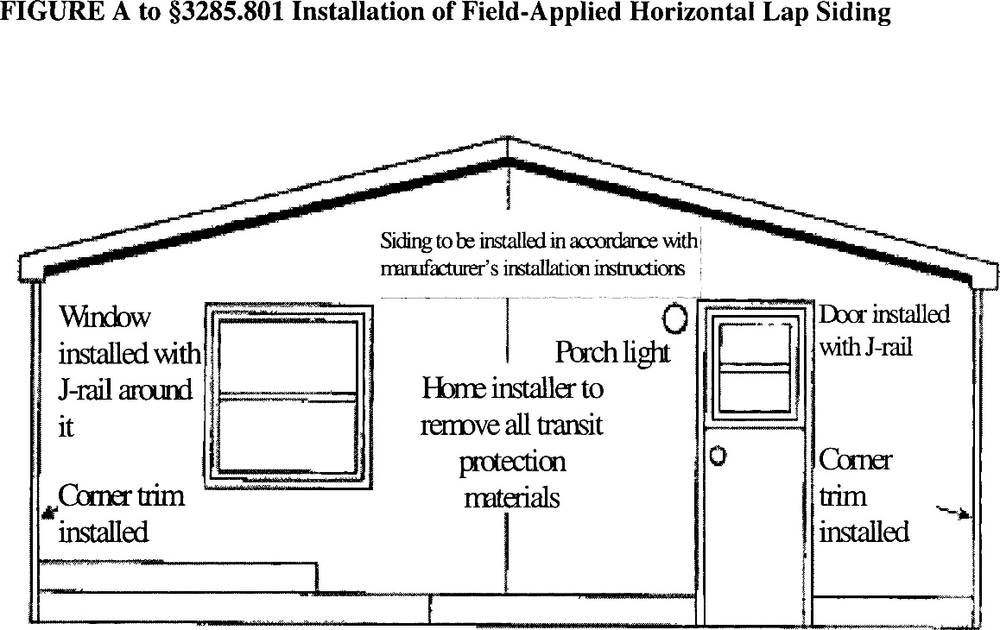 FIGURE A to §3285.801 Installation of Field-Applied Horizontal Lap Siding
Siding to be installed in accordance with
manufacturer's installation instructions
Window
installed with
J-rail around
it
Porch light
Door installed
with J-rail
Home installer to
remove all transit
protection
materials
Corner trim
installed
Corner
trim
installed